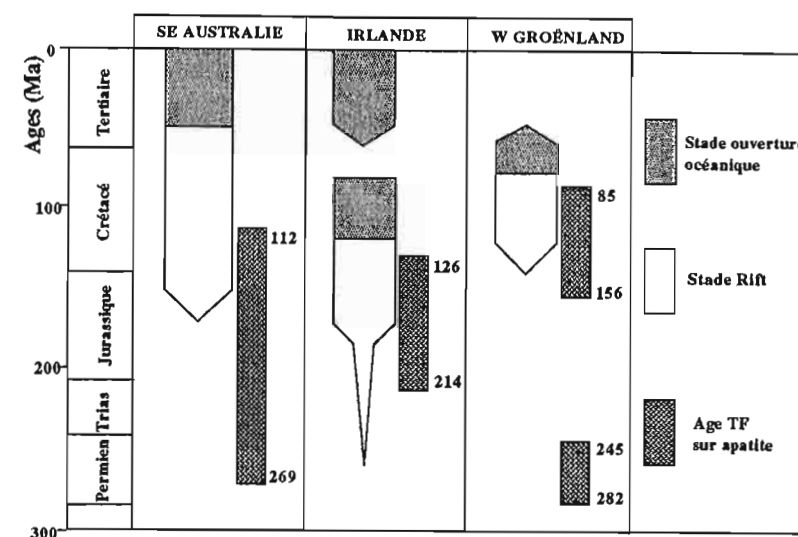 SE AUSTRALIE IRLANDE W GROËNLAND
Ages (Ma)
0
100
200
300
Tertiaire
Crétacé
Jurassique
Trias
Permien
112
269
126
214
85
156
245
282
Stade ouverture
océanique
Stade Rift
Age TF
sur apatite